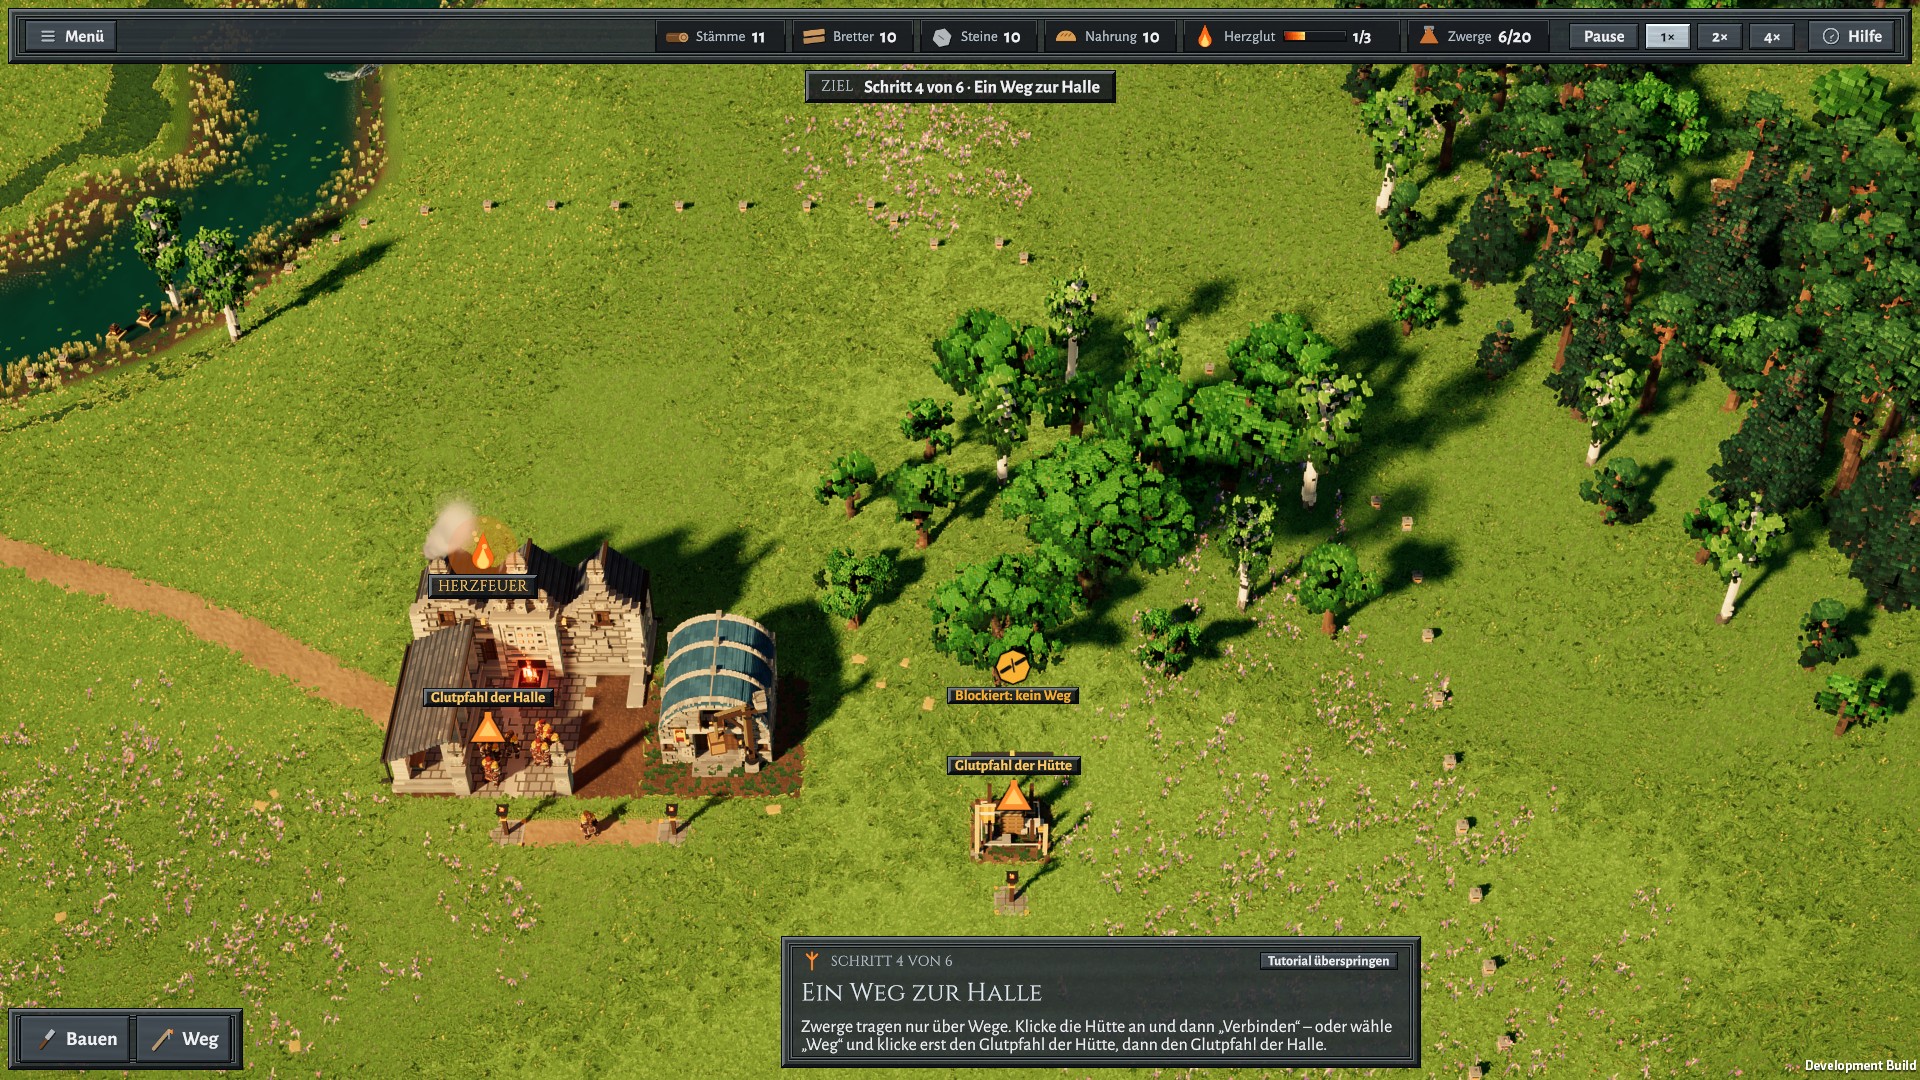 Menü
Stämme 11
Bretter 10
Steine 10
Nahrung 10
Herzglut 1/3
Zwerge 6/20
Pause
1×
2×
4×
Hilfe
ZIEL Schritt 4 von 6 · Ein Weg zur Halle
HERZFEUER
Glutpfahl der Halle
Blockiert: kein Weg
Glutpfahl der Hütte
SCHRITT 4 VON 6
Tutorial überspringen
EIN WEG ZUR HALLE
Zwerge tragen nur über Wege. Klicke die Hütte an und dann „Verbinden“ – oder wähle
„Weg“ und klicke erst den Glutpfahl der Hütte, dann den Glutpfahl der Halle.
Bauen
Weg
Development Build